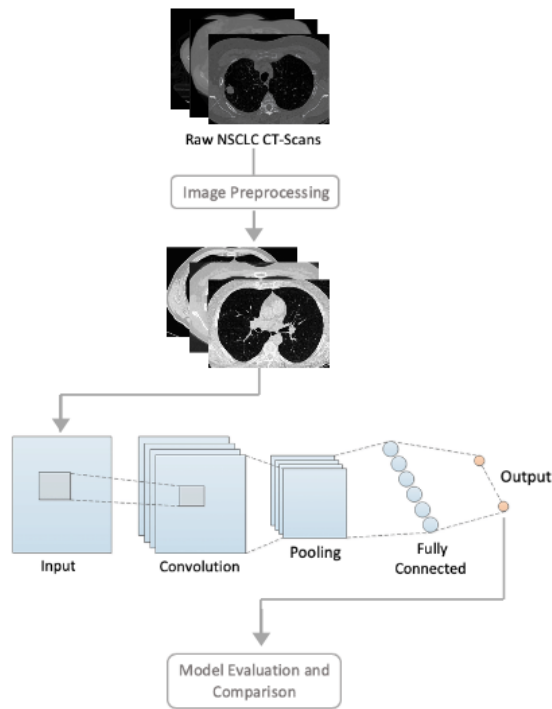 Raw NSCLC CT-Scans
Image Preprocessing
Output
Input
Convolution
Pooling
Fully
Connected
Model Evaluation and
Comparison